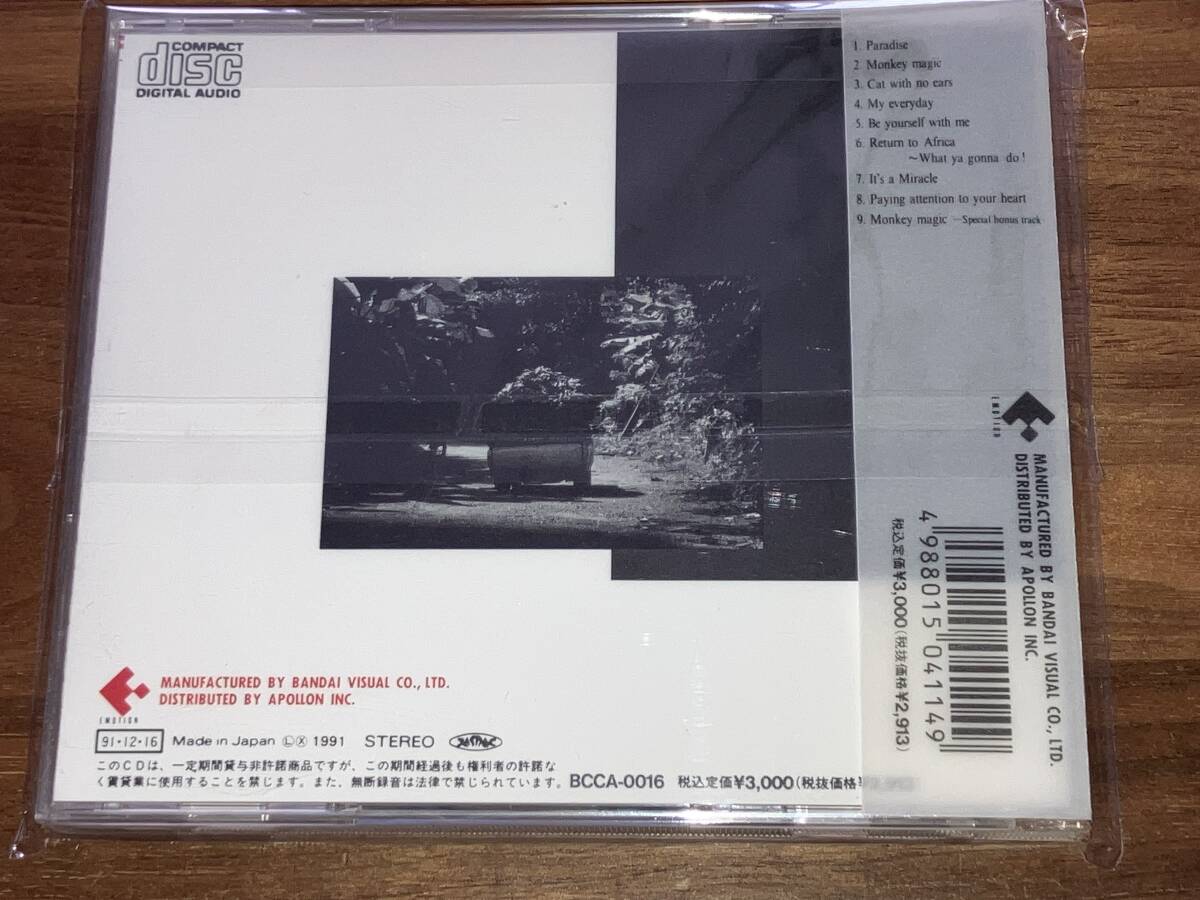 COMPACT
disc
DIGITAL AUDIO
1. Paradise
2. Monkey magic
3. Cat with no ears
4. My everyday
5. Be yourself with me
6. Return to Africa
～What ya gonna do!
7. It's a Miracle
8. Paying attention to your heart
9. Monkey magic －Special bonus track
EMOTION
MANUFACTURED BY BANDAI VISUAL CO., LTD.
DISTRIBUTED BY APOLLON INC.
4988015041149
税込定価¥3,000(税抜価格¥2,913)
EMOTION
MANUFACTURED BY BANDAI VISUAL CO., LTD.
DISTRIBUTED BY APOLLON INC.
91・12・16 Made in Japan Ⓛ Ⓧ 1991 STEREO
このCDは、一定期間貸与非許諾商品ですが、この期間経過後も権利者の許諾な
く賃貸業に使用することを禁じます。また、無断録音は法律で禁じられています。 BCCA-0016 税込定価¥3,000(税抜価格